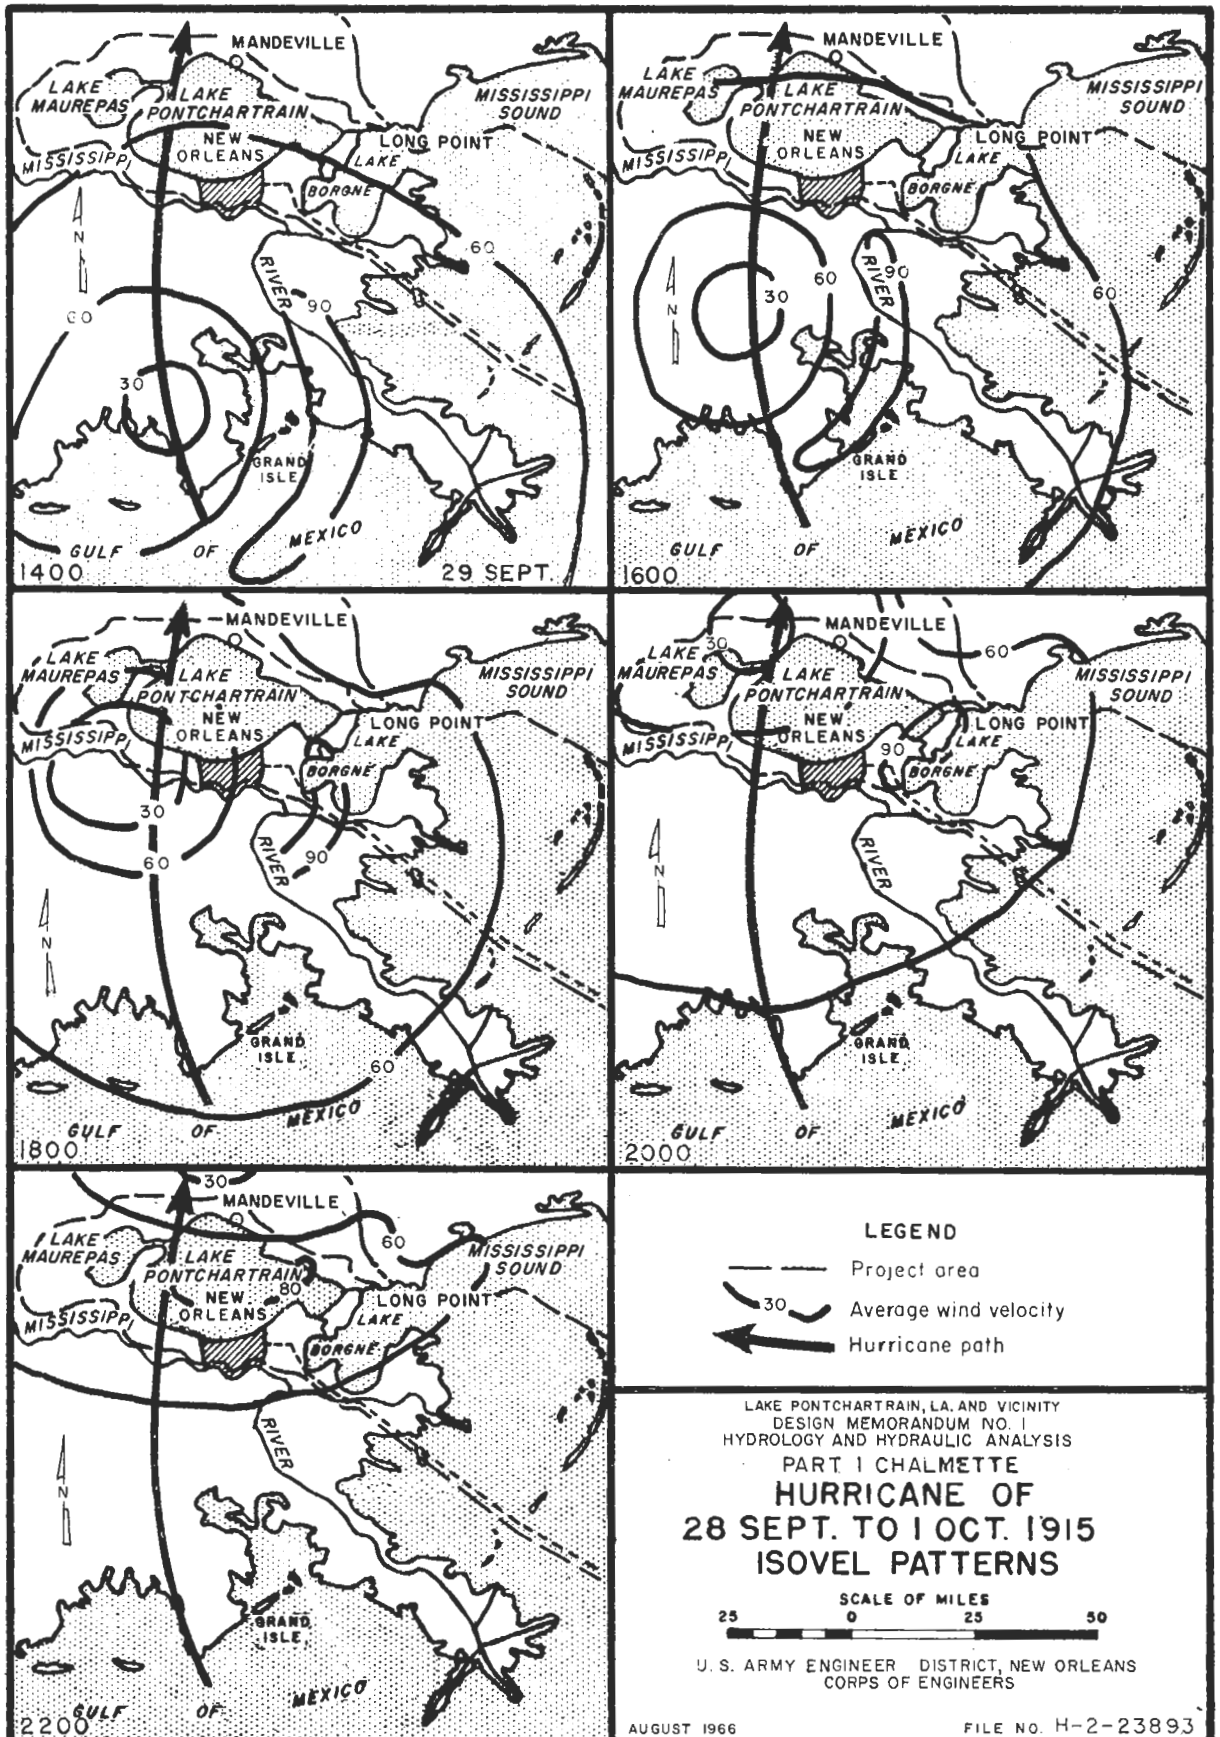 MANDEVILLE
LAKE
MAUREPAS
LAKE
PONTCHARTRAIN
MISSISSIPPI
SOUND
NEW
ORLEANS
LONG POINT
LAKE
BORGNE
MISSISSIPPI
N
RIVER
60
90
60
30
GRAND
ISLE
GULF OF MEXICO
1400
29 SEPT.
MANDEVILLE
LAKE
MAUREPAS
LAKE
PONTCHARTRAIN
MISSISSIPPI
SOUND
NEW
ORLEANS
LONG POINT
LAKE
BORGNE
MISSISSIPPI
N
RIVER
90
60
30
60
GRAND
ISLE
GULF OF MEXICO
1600
MANDEVILLE
LAKE
MAUREPAS
LAKE
PONTCHARTRAIN
MISSISSIPPI
SOUND
NEW
ORLEANS
LONG POINT
LAKE
BORGNE
MISSISSIPPI
30
60
90
RIVER
N
GRAND
ISLE
60
GULF OF MEXICO
1800
MANDEVILLE
30
60
LAKE
MAUREPAS
LAKE
PONTCHARTRAIN
MISSISSIPPI
SOUND
NEW
ORLEANS
LONG POINT
LAKE
90
BORGNE
MISSISSIPPI
N
RIVER
GRAND
ISLE
GULF OF MEXICO
2000
30
MANDEVILLE
60
LAKE
MAUREPAS
LAKE
PONTCHARTRAIN
MISSISSIPPI
SOUND
80
NEW
ORLEANS
LONG POINT
LAKE
BORGNE
MISSISSIPPI
RIVER
N
GRAND
ISLE
GULF OF MEXICO
2200
LEGEND
Project area
30 Average wind velocity
Hurricane path
LAKE PONTCHARTRAIN, LA. AND VICINITY
DESIGN MEMORANDUM NO. 1
HYDROLOGY AND HYDRAULIC ANALYSIS
PART 1 CHALMETTE
HURRICANE OF
28 SEPT. TO 1 OCT. 1915
ISOVEL PATTERNS
SCALE OF MILES
25 0 25 50
U. S. ARMY ENGINEER DISTRICT, NEW ORLEANS
CORPS OF ENGINEERS
AUGUST 1966
FILE NO. H-2-23893